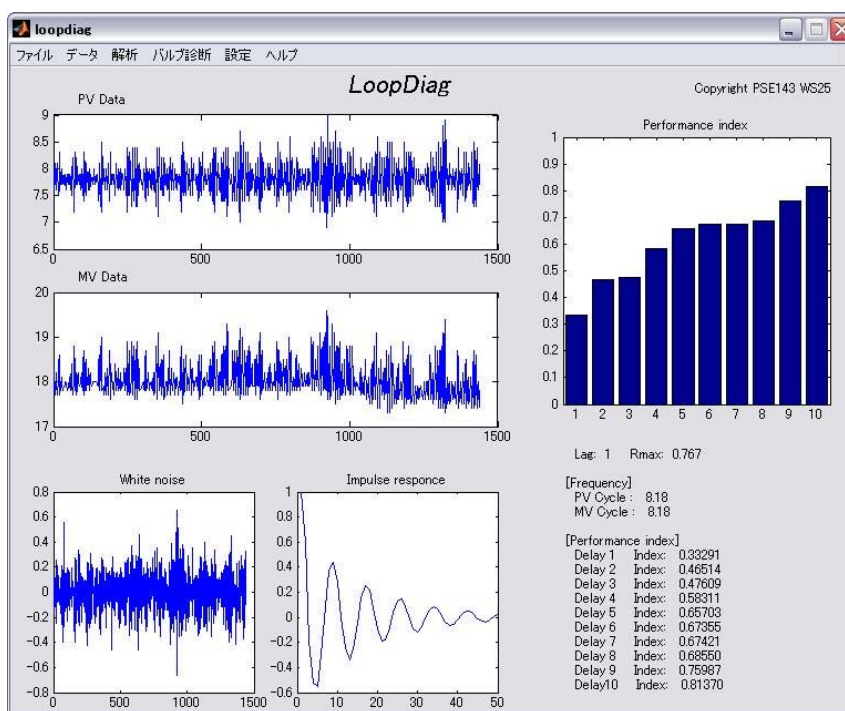 loopdiag
ファイル データ 解析 バルブ診断 設定 ヘルプ
LoopDiag
Copyright PSE143 WS25
PV Data
9
8.5
8
7.5
7
6.5
0 500 1000 1500
MV Data
20
19
18
17
0 500 1000 1500
White noise
0.8
0.6
0.4
0.2
0
-0.2
-0.4
-0.6
-0.8
0 500 1000 1500
Impulse responce
1
0.8
0.6
0.4
0.2
0
-0.2
-0.4
-0.6
0 10 20 30 40 50
Performance index
1
0.9
0.8
0.7
0.6
0.5
0.4
0.3
0.2
0.1
0
1 2 3 4 5 6 7 8 9 10
Lag: 1 Rmax: 0.767
[Frequency]
PV Cycle : 8.18
MV Cycle : 8.18
[Performance index]
Delay 1 Index: 0.33291
Delay 2 Index: 0.46514
Delay 3 Index: 0.47609
Delay 4 Index: 0.58311
Delay 5 Index: 0.65703
Delay 6 Index: 0.67355
Delay 7 Index: 0.67421
Delay 8 Index: 0.68550
Delay 9 Index: 0.75987
Delay10 Index: 0.81370